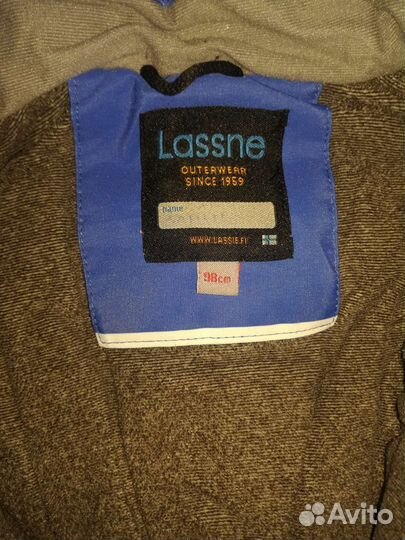 Lassne
OUTERWEAR
SINCE 1959
name
WWW.LASSIE.FI
98cm
Avito